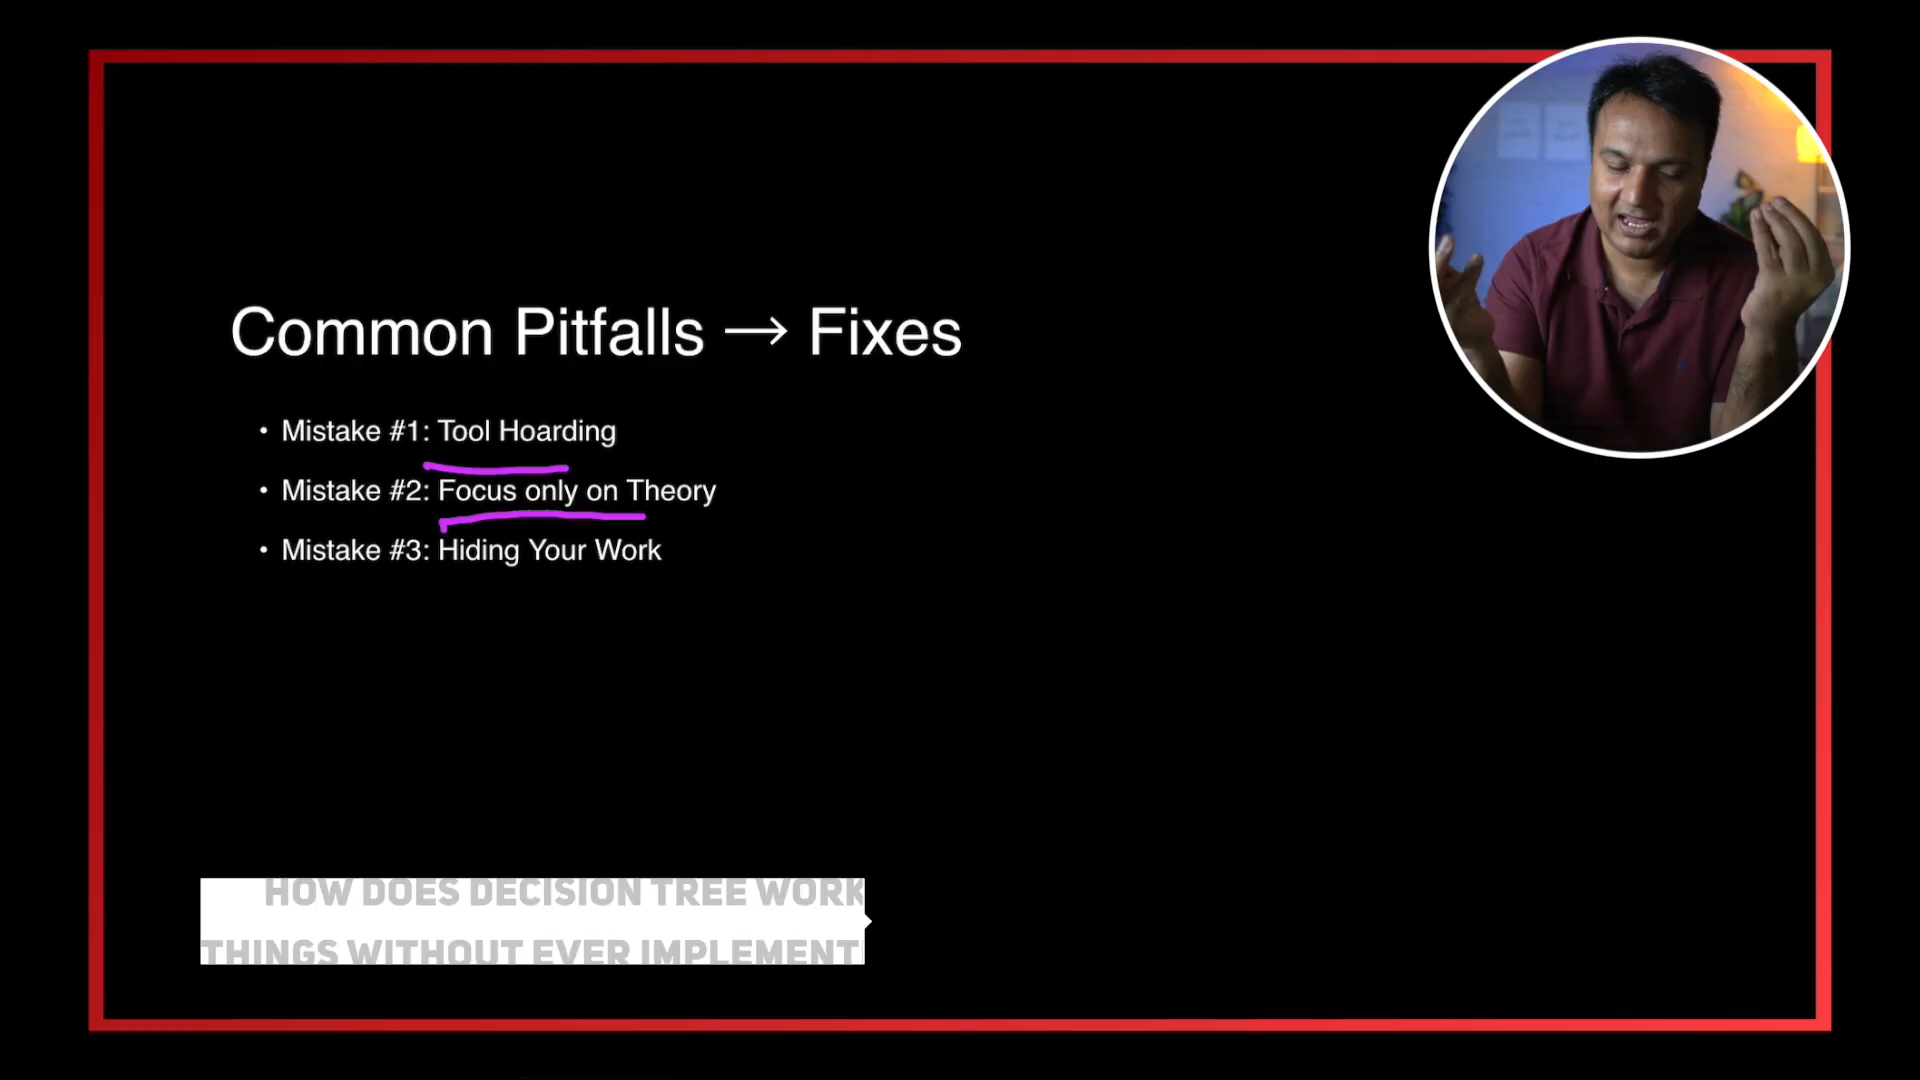 Common Pitfalls → Fixes
• Mistake #1: Tool Hoarding
• Mistake #2: Focus only on Theory
• Mistake #3: Hiding Your Work
HOW DOES DECISION TREE WORK
THINGS WITHOUT EVER IMPLEMENT